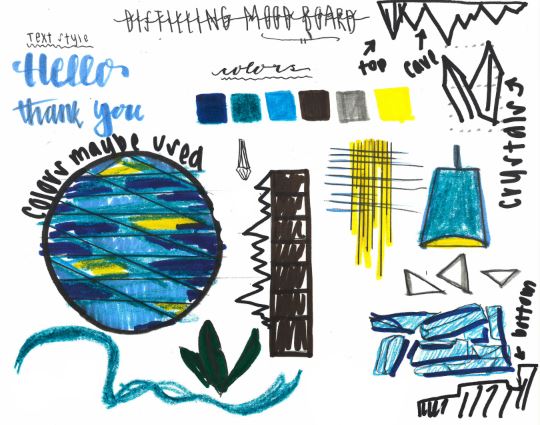 DISTILLING MOOD BOARD
Text Style
Hello
thank you
colors
top
cave
crystals
colors maybe used
bottom